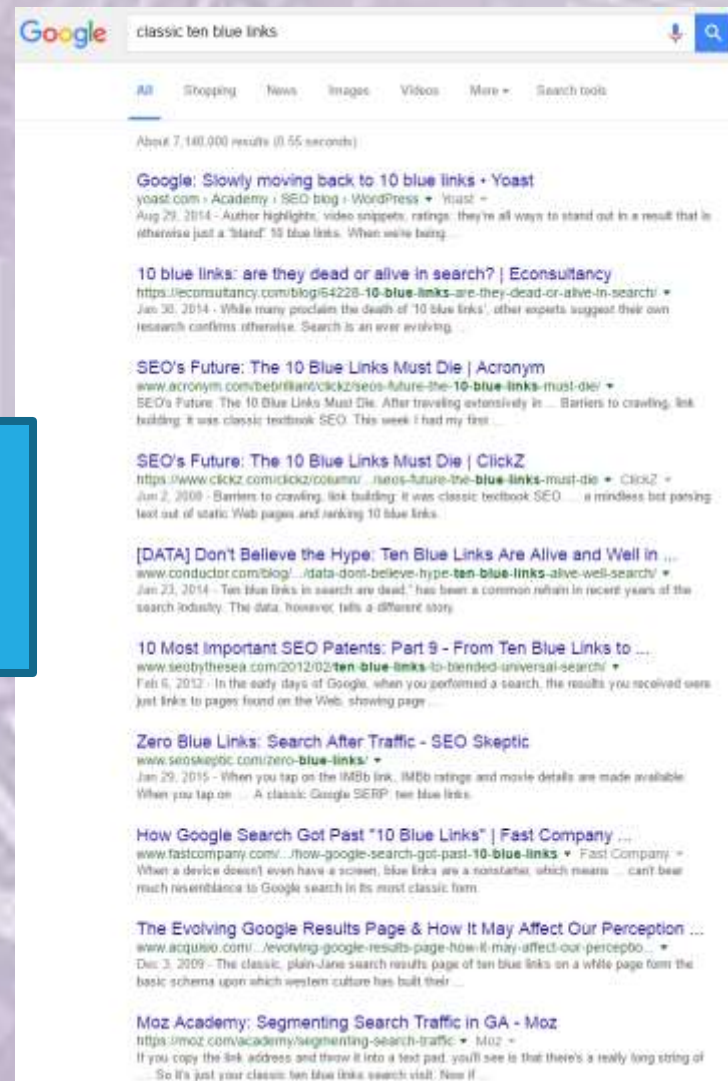 Google classic ten blue links
All Shopping News Images Videos More Search tools
About 7,140,000 results (0.55 seconds)
Google: Slowly moving back to 10 blue links • Yoast
yoast.com › Academy › SEO blog › WordPress ▾ Yoast ▾
Aug 29, 2014 - Author highlights, video snippets, ratings: they're all ways to stand out in a result that is
otherwise just a "bland" 10 blue links. When we're being ...
10 blue links: are they dead or alive in search? | Econsultancy
https://econsultancy.com/blog/64228-10-blue-links-are-they-dead-or-alive-in-search/ ▾
Jan 30, 2014 - While many proclaim the death of '10 blue links', other experts suggest their own
research confirms otherwise. Search is an ever evolving ...
SEO's Future: The 10 Blue Links Must Die | Acronym
www.acronym.com/bebrilliant/clickz/seos-future-the-10-blue-links-must-die/ ▾
SEO's Future: The 10 Blue Links Must Die. After traveling extensively in ... Barriers to crawling, link
building: it was classic textbook SEO. This week I had my first ...
SEO's Future: The 10 Blue Links Must Die | ClickZ
https://www.clickz.com/clickz/column/.../seos-future-the-blue-links-must-die ▾ ClickZ ▾
Jun 2, - Barriers to crawling, link building: it was classic textbook SEO. ... a mindless bot parsing
text out of static Web pages and ranking 10 blue links.
[DATA] Don't Believe the Hype: Ten Blue Links Are Alive and Well in ...
www.conductor.com/blog/.../data-dont-believe-hype-ten-blue-links-alive-well-search/ ▾
Jan 23, 2014 - Ten blue links in search are dead," has been a common refrain in recent years of the
search industry. The data, however, tells a different story.
10 Most Important SEO Patents: Part 9 - From Ten Blue Links to ...
www.seobythesea.com/2012/02/ten-blue-links-to-blended-universal-search/ ▾
Feb 6, 2012 - In the early days of Google, when you performed a search, the results you received were
just links to pages found on the Web, showing page ...
Zero Blue Links: Search After Traffic - SEO Skeptic
www.seoskeptic.com/zero-blue-links/ ▾
Jan 29, 2015 - When you tap on the IMBb link, IMBb ratings and movie details are made available.
When you tap on ... A classic Google SERP: ten blue links.
How Google Search Got Past "10 Blue Links" | Fast Company ...
www.fastcompany.com/.../how-google-search-got-past-10-blue-links ▾ Fast Company ▾
When a device doesn't even have a screen, blue links are a nonstarter, which means ... can't bear
much resemblance to Google search in its most classic form.
The Evolving Google Results Page & How It May Affect Our Perception ...
www.acquisio.com/.../evolving-google-results-page-how-it-may-affect-our-perceptio... ▾
Dec 3, 2009 - The classic, plain-Jane search results page of ten blue links on a white page form the
basic schema upon which western culture has built their ...
Moz Academy: Segmenting Search Traffic in GA - Moz
https://moz.com/academy/segmenting-search-traffic ▾ Moz ▾
If you copy the link address and throw it into a text pad, you'll see is that there's a really long string of
... So it's just your classic ten blue links search visit. Now if ...